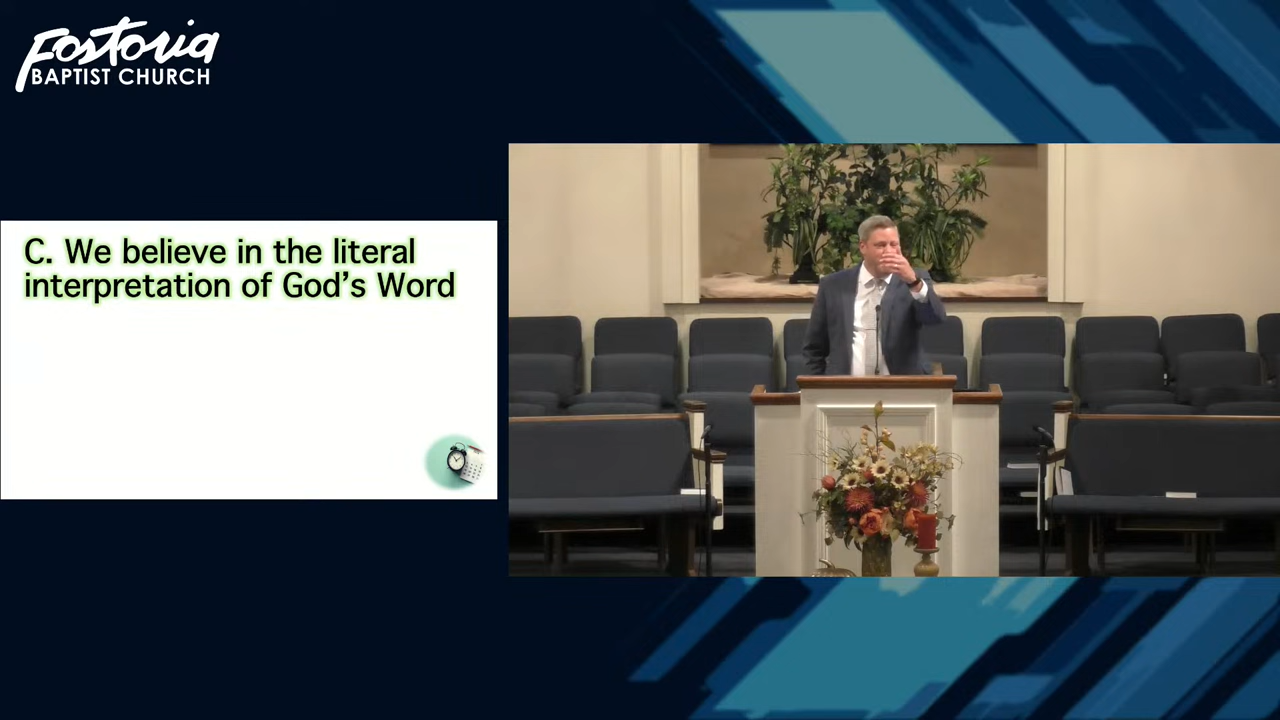 Fostoria
BAPTIST CHURCH
C. We believe in the literal
interpretation of God's Word